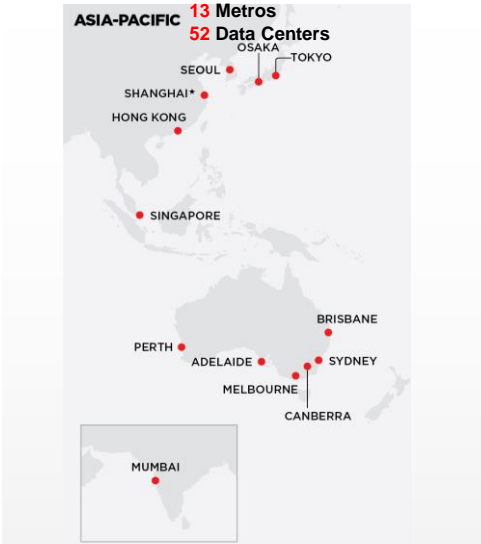 ASIA-PACIFIC 13 Metros
52 Data Centers
OSAKA
TOKYO
SEOUL
SHANGHAI*
HONG KONG
SINGAPORE
BRISBANE
PERTH
ADELAIDE
SYDNEY
MELBOURNE
CANBERRA
MUMBAI